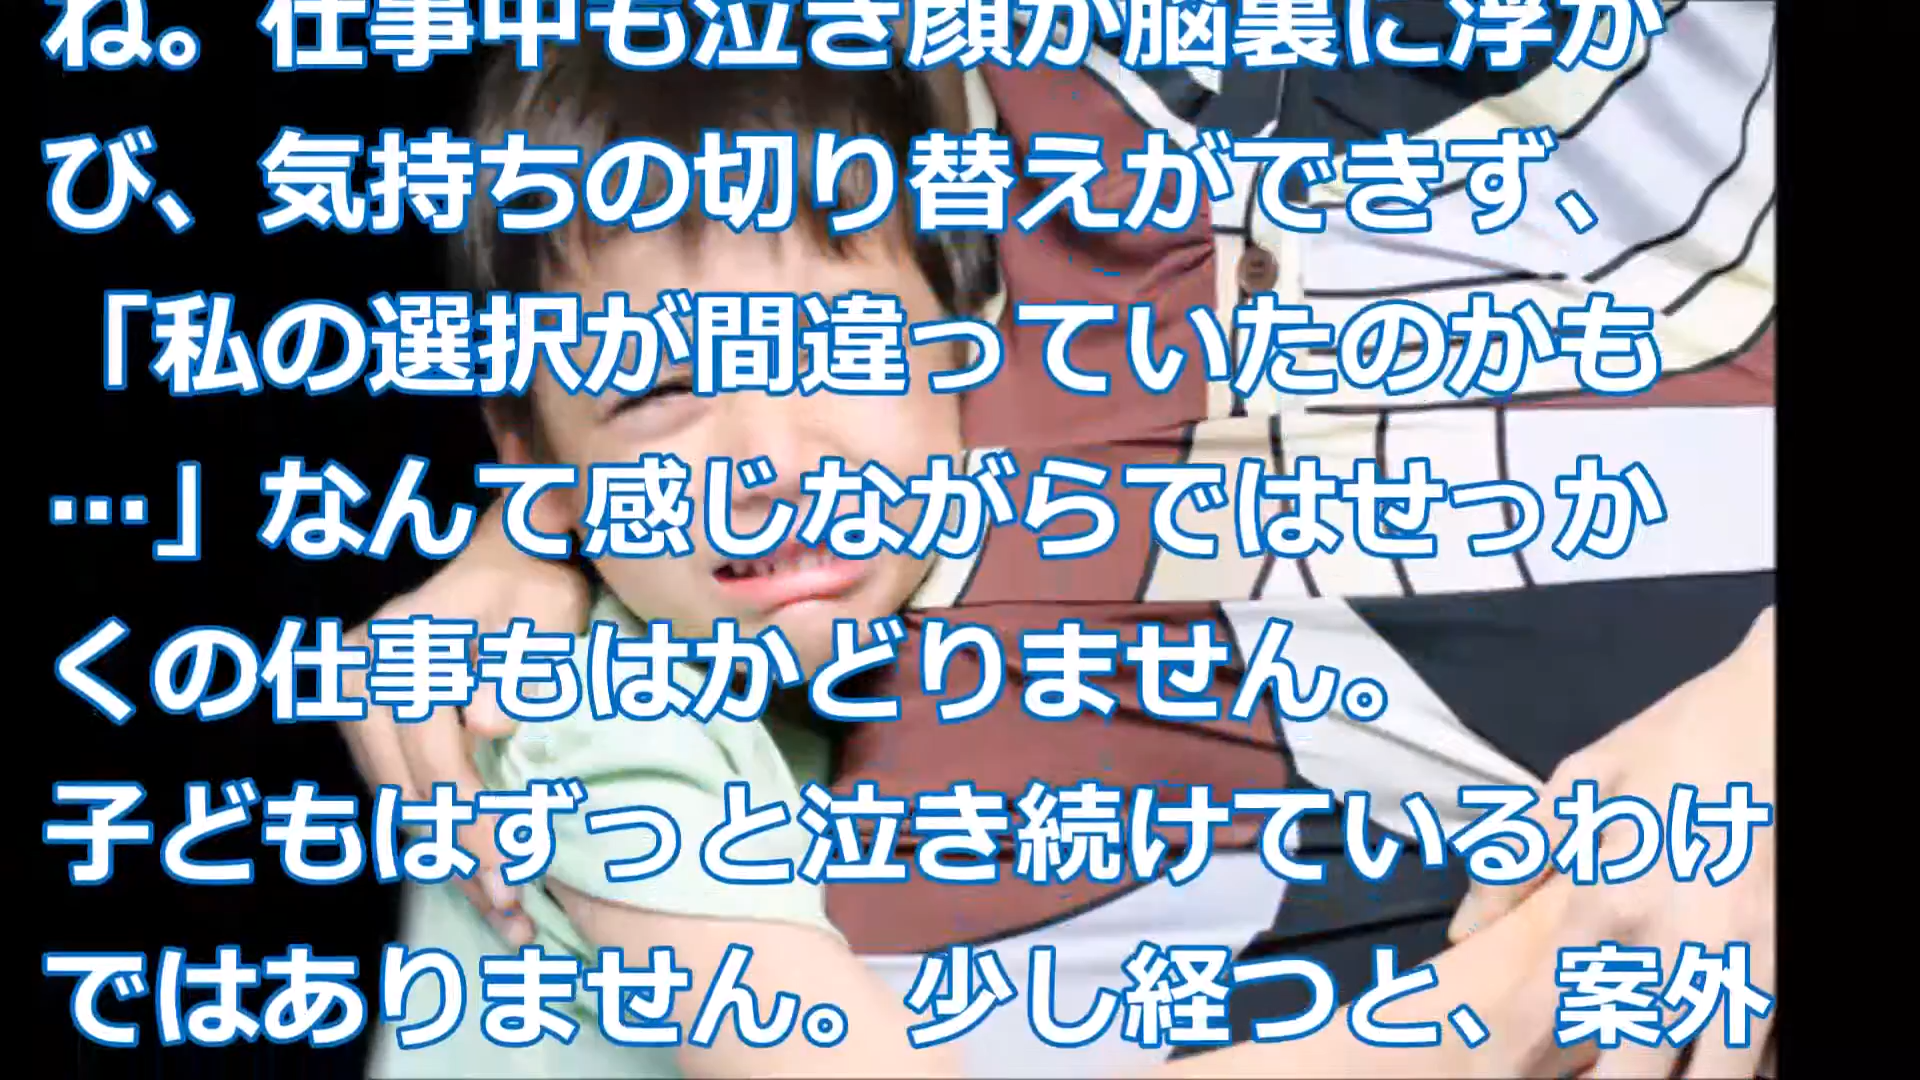 ね。仕事中も泣き顔が脳裏に浮か
び、気持ちの切り替えができず、
「私の選択が間違っていたのかも
…」なんて感じながらではせっか
くの仕事もはかどりません。
子どもはずっと泣き続けているわけ
ではありません。少し経つと、案外